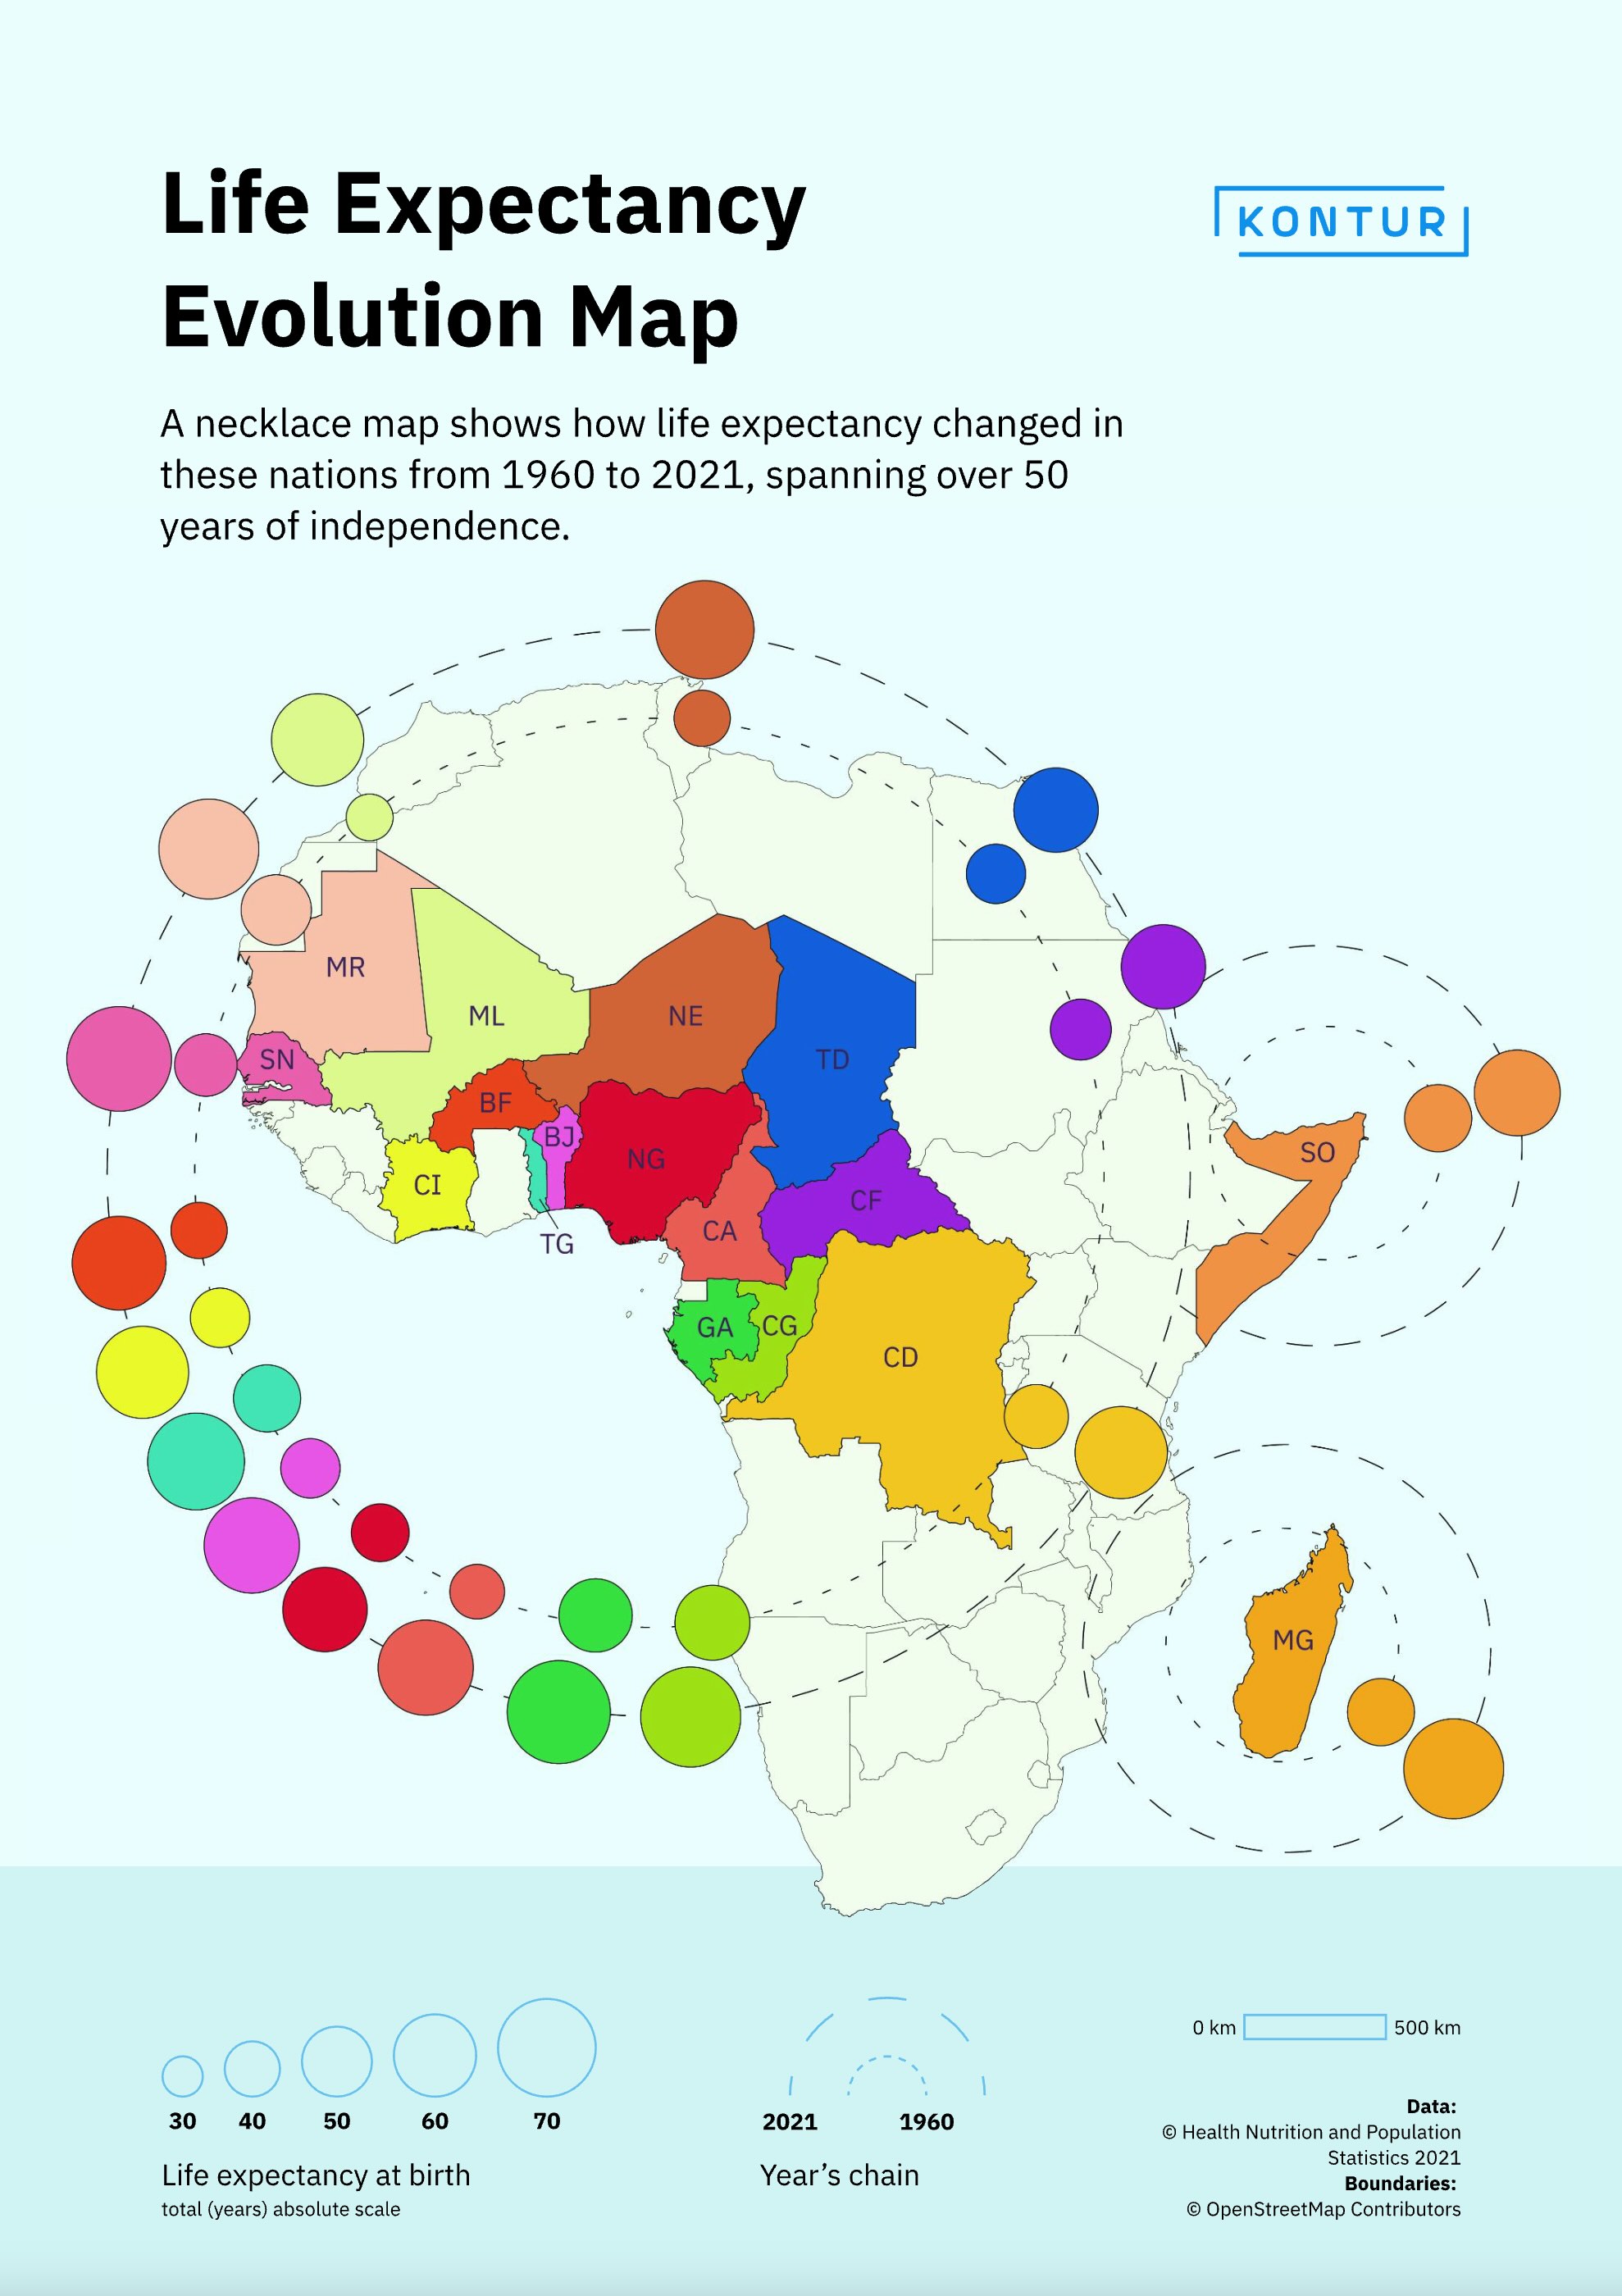 Life Expectancy
Evolution Map
KONTUR
A necklace map shows how life expectancy changed in
these nations from 1960 to 2021, spanning over 50
years of independence.
MR
ML
NE
TD
SN
BF
BJ
NG
SO
CI
CF
TG
CA
GA
CG
CD
MG
0 km
500 km
30
40
50
60
70
2021
1960
Life expectancy at birth
total (years) absolute scale
Year’s chain
Data:
© Health Nutrition and Population
Statistics 2021
Boundaries:
© OpenStreetMap Contributors